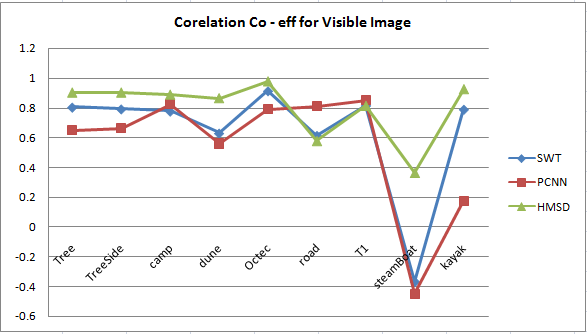 Corelation Co - eff for Visible Image
1.2
1
0.8
0.6
0.4
0.2
0
-0.2
-0.4
-0.6
Tree
TreeSide
camp
dune
Octec
road
T1
steamBoat
kayak
SWT
PCNN
HMSD